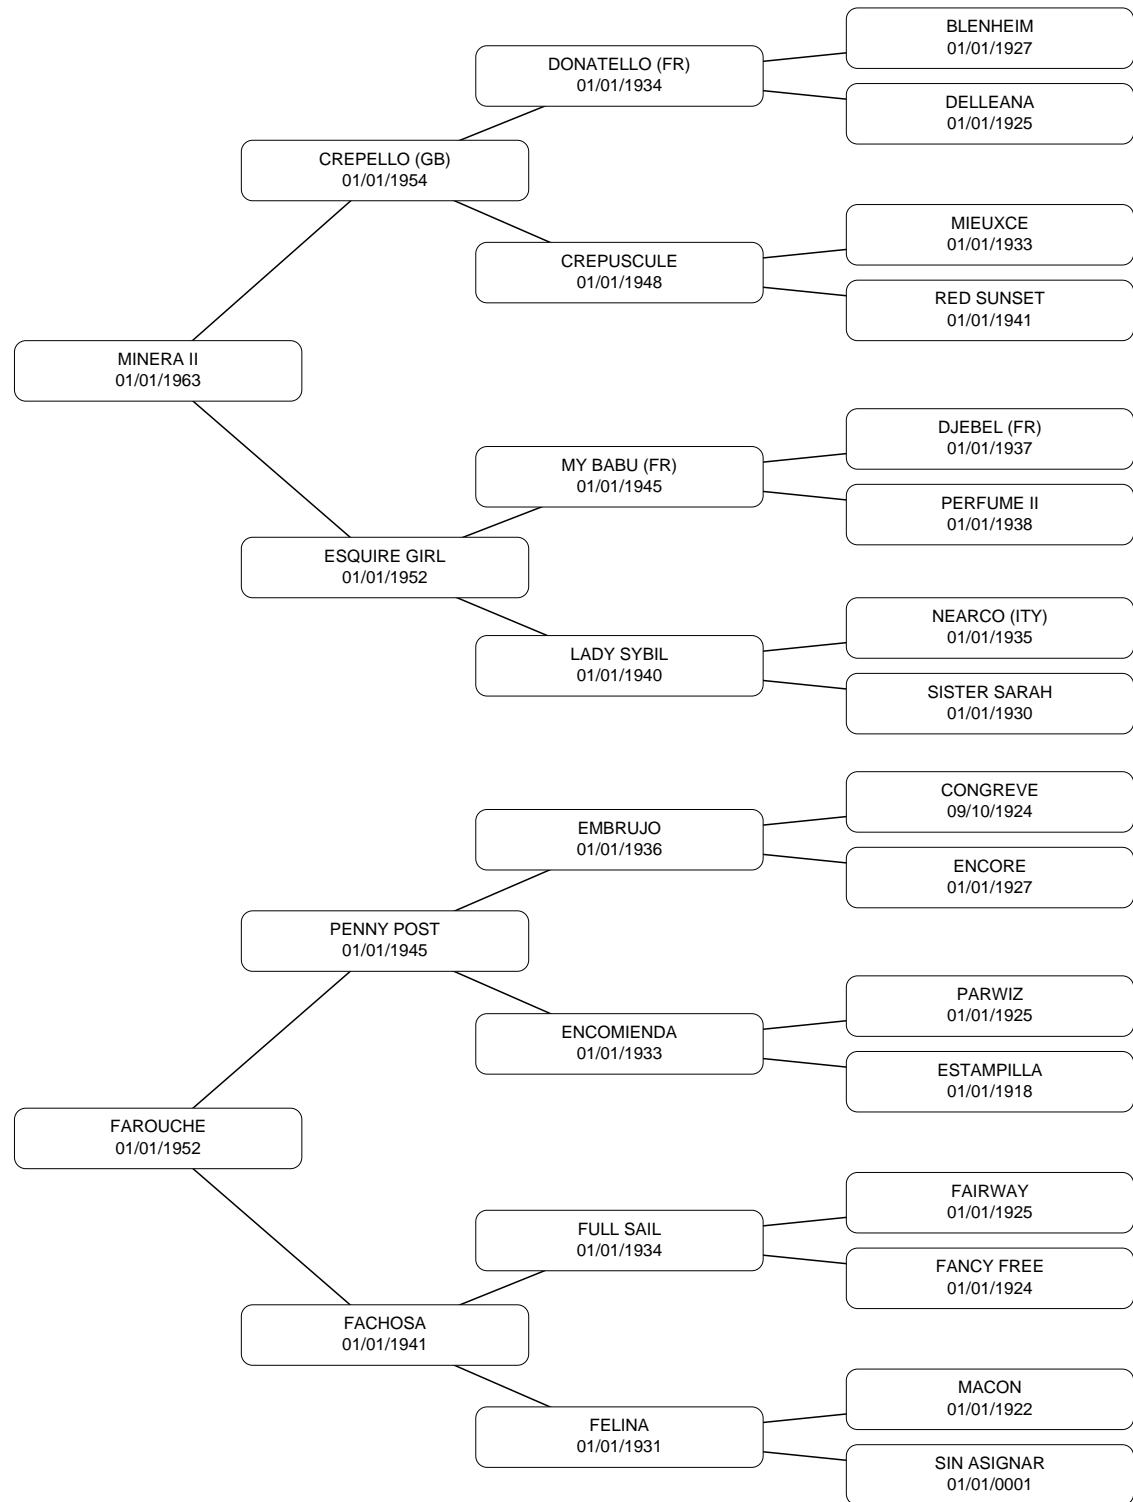 BLENHEIM
01/01/1927
DONATELLO (FR)
01/01/1934
DELLEANA
01/01/1925
CREPELLO (GB)
01/01/1954
MIEUXCE
01/01/1933
CREPUSCULE
01/01/1948
RED SUNSET
01/01/1941
MINERA II
01/01/1963
DJEBEL (FR)
01/01/1937
MY BABU (FR)
01/01/1945
PERFUME II
01/01/1938
ESQUIRE GIRL
01/01/1952
NEARCO (ITY)
01/01/1935
LADY SYBIL
01/01/1940
SISTER SARAH
01/01/1930
CONGREVE
09/10/1924
EMBRUJO
01/01/1936
ENCORE
01/01/1927
PENNY POST
01/01/1945
PARWIZ
01/01/1925
ENCOMIENDA
01/01/1933
ESTAMPILLA
01/01/1918
FAROUCHE
01/01/1952
FAIRWAY
01/01/1925
FULL SAIL
01/01/1934
FANCY FREE
01/01/1924
FACHOSA
01/01/1941
MACON
01/01/1922
FELINA
01/01/1931
SIN ASIGNAR
01/01/0001